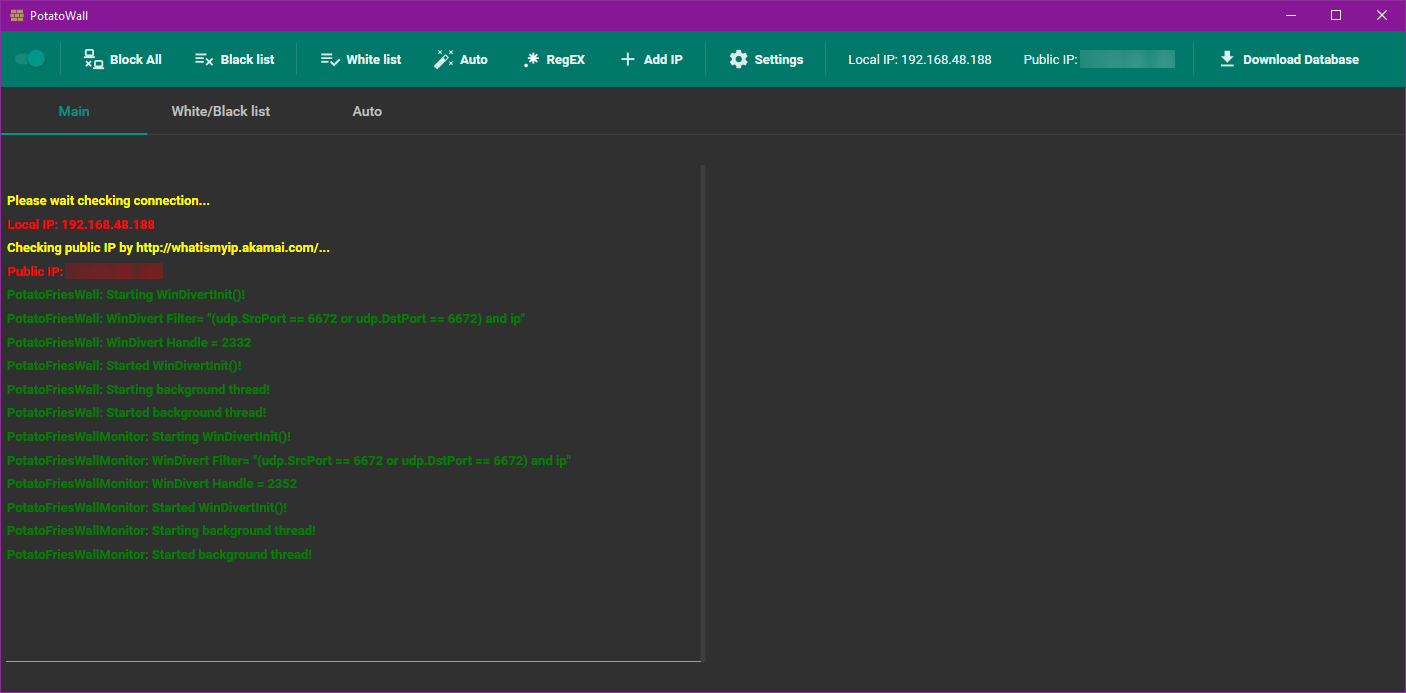 PotatoWall
Block All Black list White list Auto RegEX Add IP Settings Local IP: 192.168.48.188 Public IP: Download Database
Main White/Black list Auto
Please wait checking connection...
Local IP: 192.168.48.188
Checking public IP by http://whatismyip.akamai.com/...
Public IP:
PotatoFriesWall: Starting WinDivertInit()!
PotatoFriesWall: WinDivert Filter= "(udp.SrcPort == 6672 or udp.DstPort == 6672) and ip"
PotatoFriesWall: WinDivert Handle = 2332
PotatoFriesWall: Started WinDivertInit()!
PotatoFriesWall: Starting background thread!
PotatoFriesWall: Started background thread!
PotatoFriesWallMonitor: Starting WinDivertInit()!
PotatoFriesWallMonitor: WinDivert Filter= "(udp.SrcPort == 6672 or udp.DstPort == 6672) and ip"
PotatoFriesWallMonitor: WinDivert Handle = 2352
PotatoFriesWallMonitor: Started WinDivertInit()!
PotatoFriesWallMonitor: Starting background thread!
PotatoFriesWallMonitor: Started background thread!